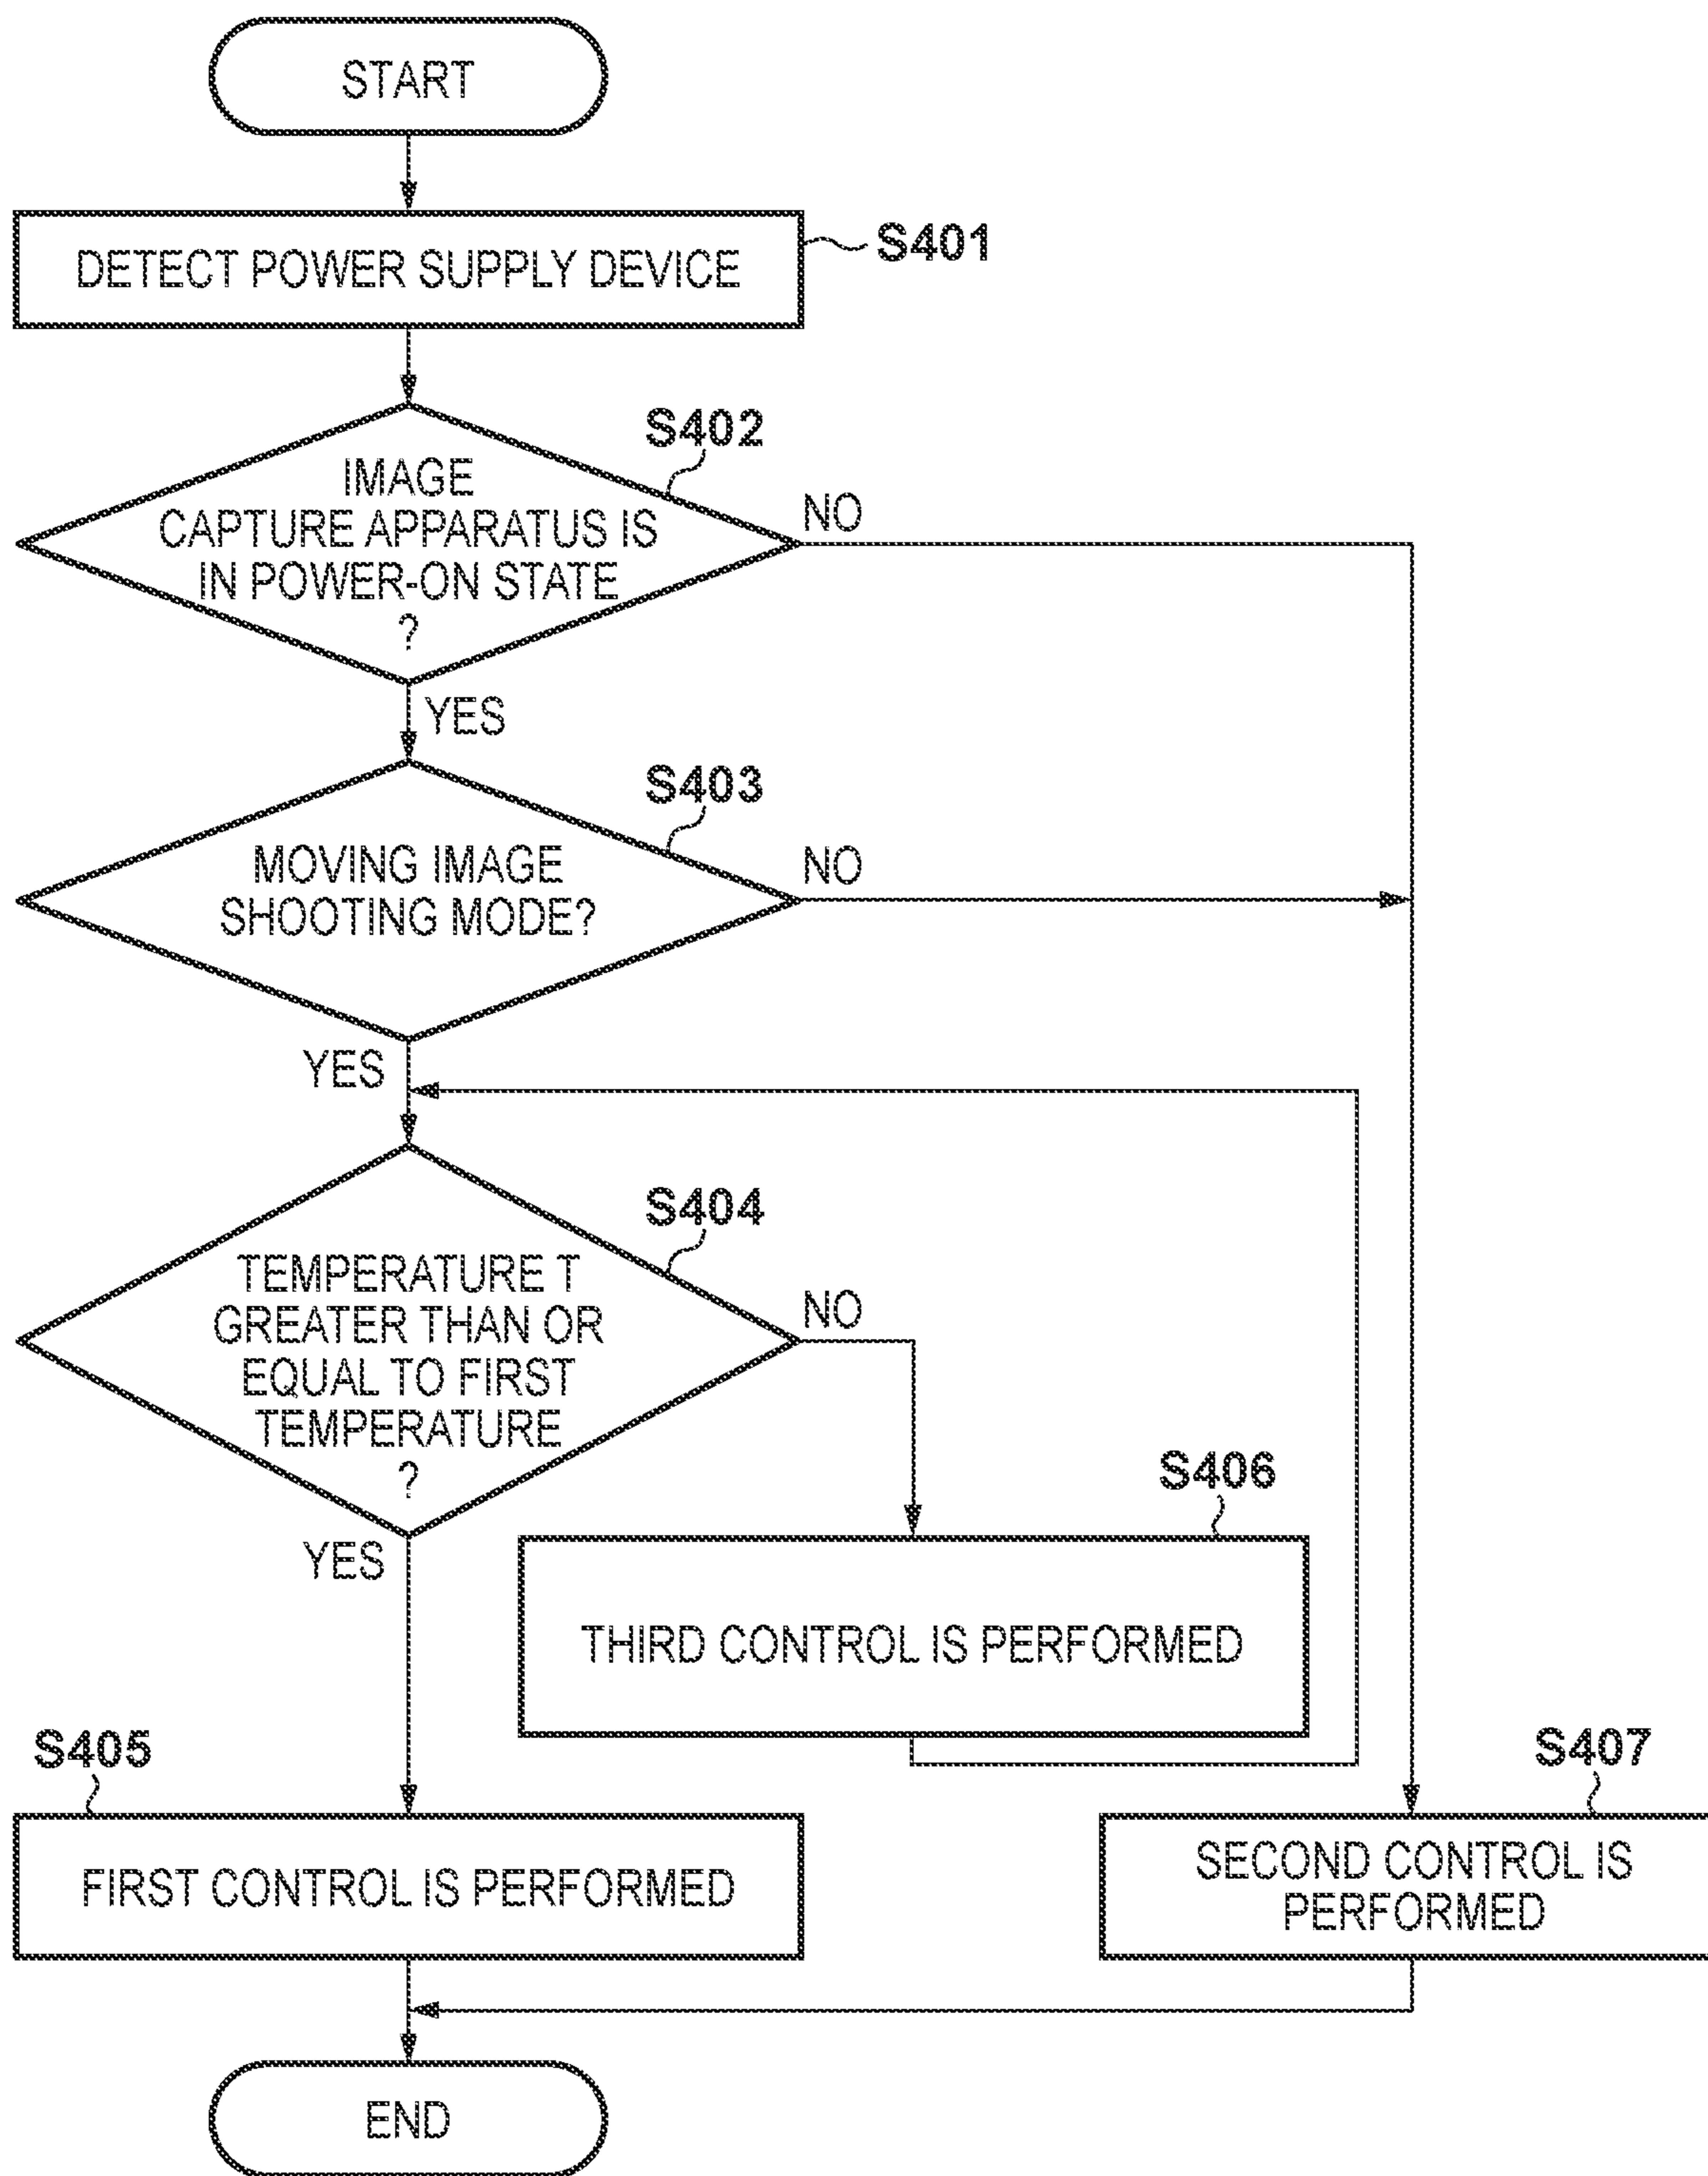 START
DETECT POWER SUPPLY DEVICE
S401
S402
IMAGE
CAPTURE APPARATUS IS
IN POWER-ON STATE
?
NO
YES
S403
MOVING IMAGE
SHOOTING MODE?
NO
YES
S404
TEMPERATURE T
GREATER THAN OR
EQUAL TO FIRST
TEMPERATURE
?
NO
YES
S406
THIRD CONTROL IS PERFORMED
S405
FIRST CONTROL IS PERFORMED
S407
SECOND CONTROL IS
PERFORMED
END